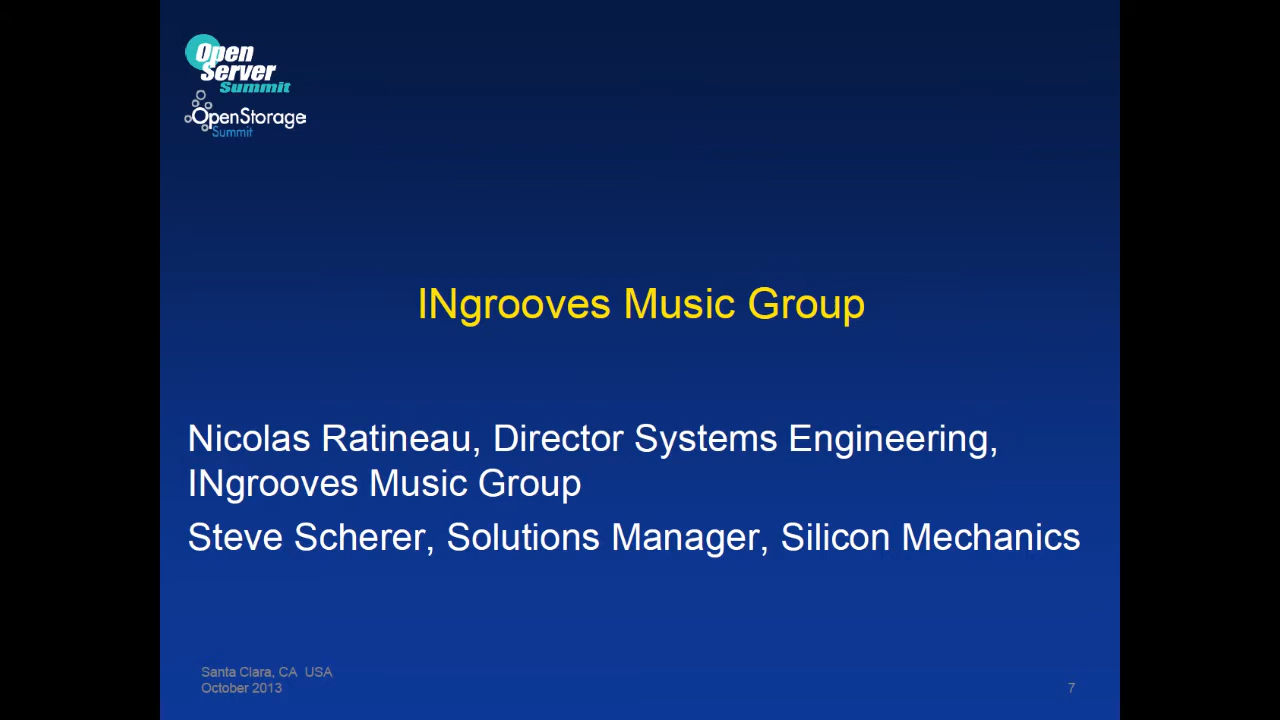 Open
Server
Summit
OpenStorage
Summit
INgrooves Music Group
Nicolas Ratineau, Director Systems Engineering,
INgrooves Music Group
Steve Scherer, Solutions Manager, Silicon Mechanics
Santa Clara, CA  USA
October 2013
7